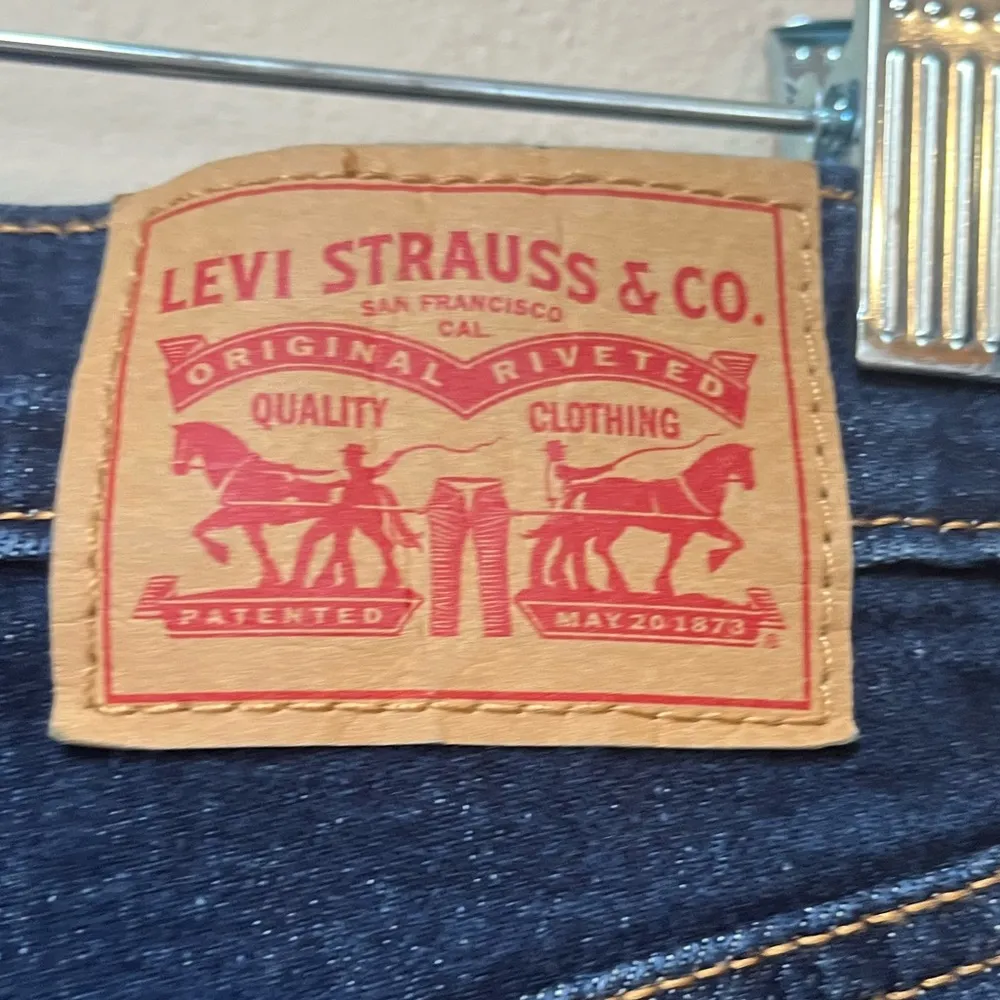 LEVI STRAUSS & CO.
SAN FRANCISCO
CAL
ORIGINAL RIVETED
QUALITY CLOTHING
PATENTED MAY 20 1873 ®